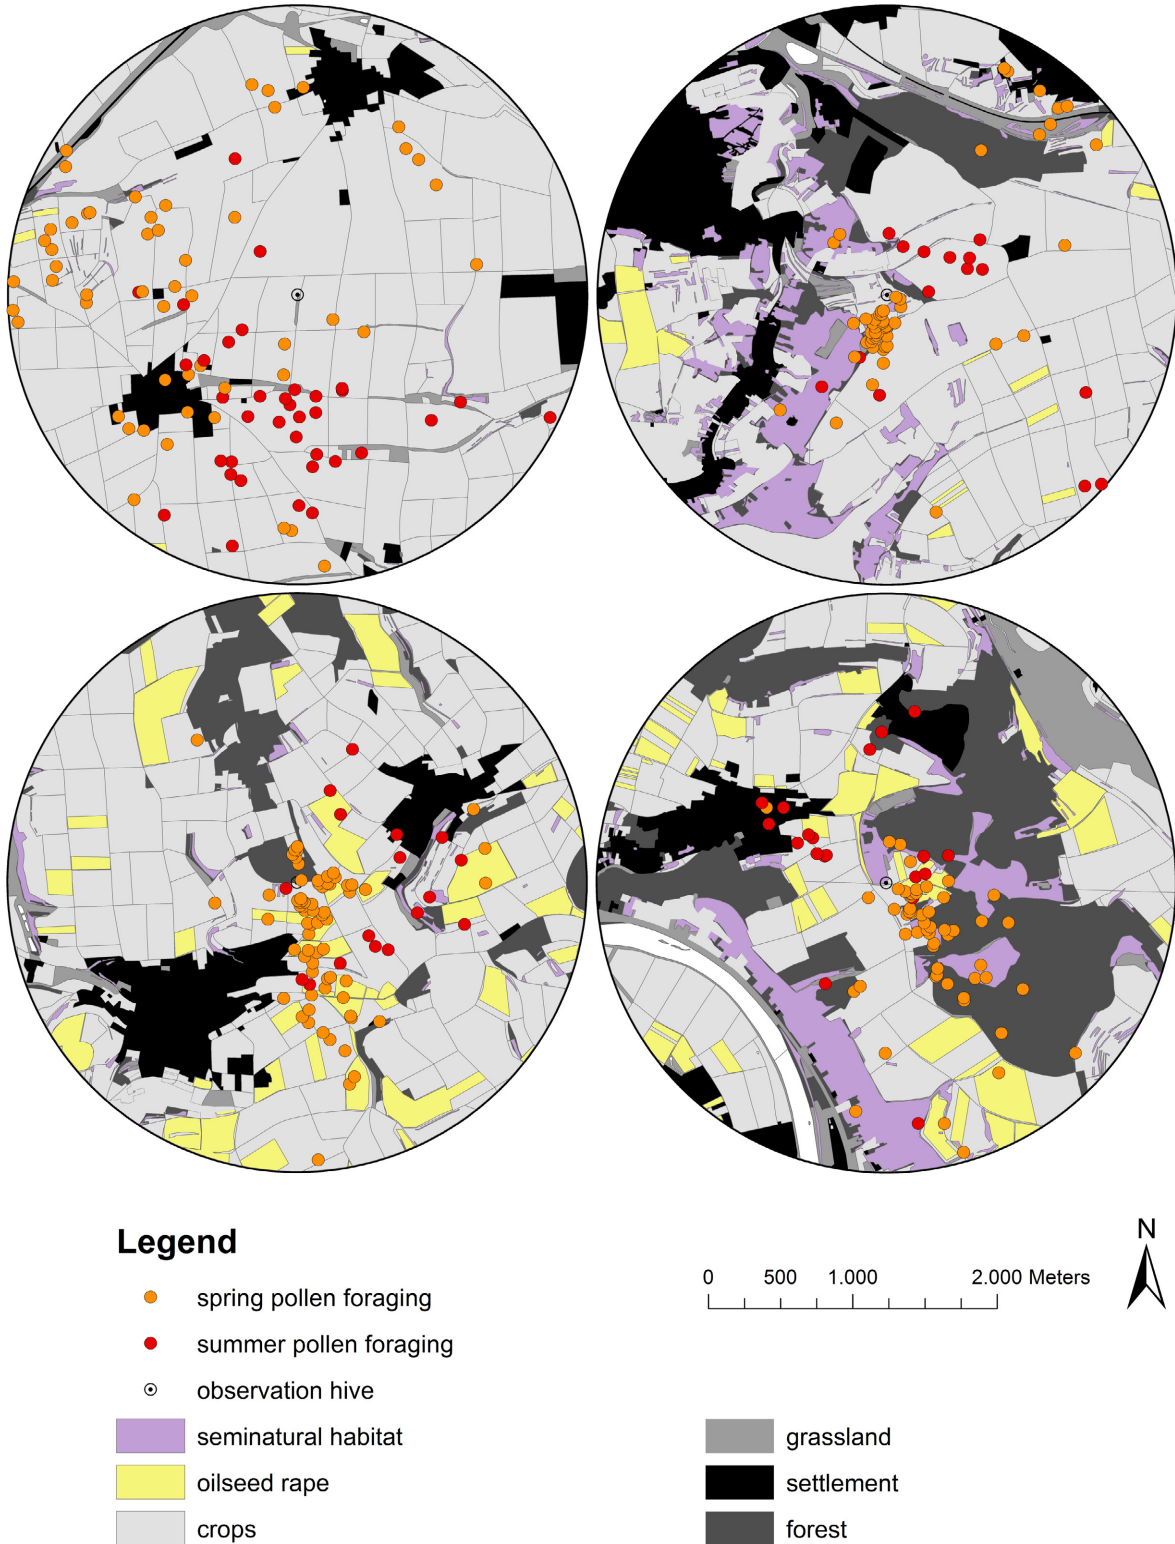 Legend
spring pollen foraging
summer pollen foraging
observation hive
seminatural habitat
oilseed rape
crops
0 500 1.000 2.000 Meters
N
grassland
settlement
forest